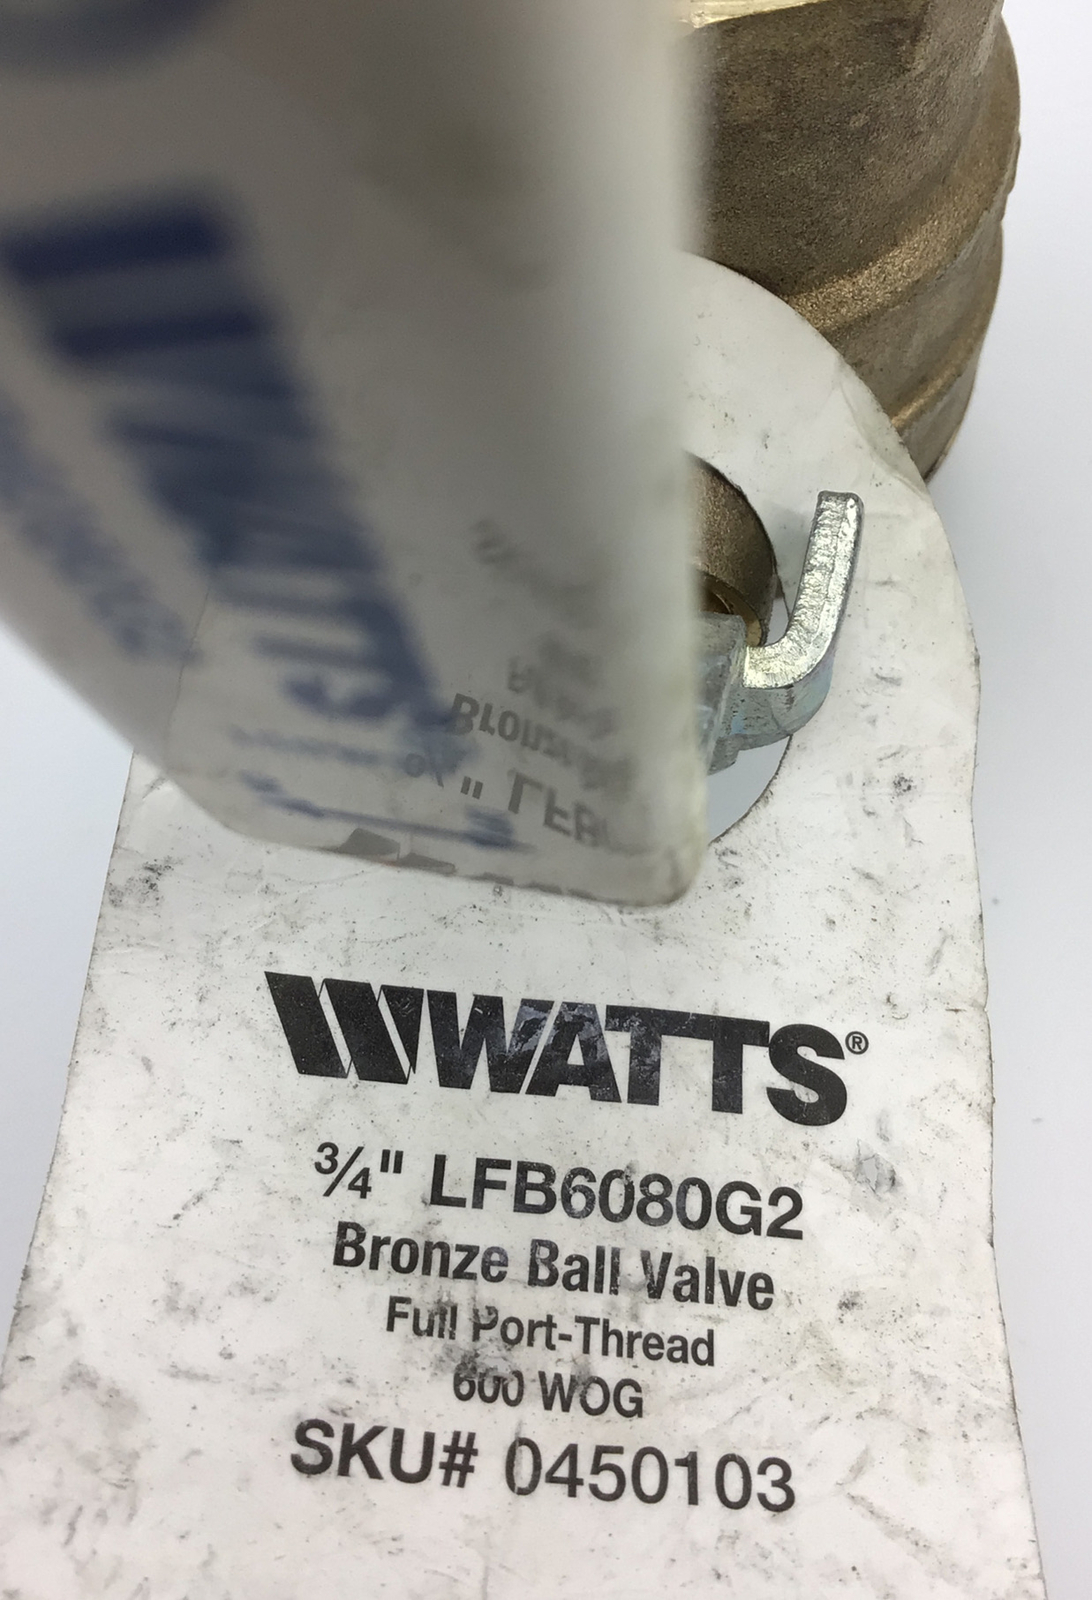 WATTS®
3/4" LFB6080G2
Bronze Ball Valve
Full Port-Thread
600 WOG
SKU# 0450103